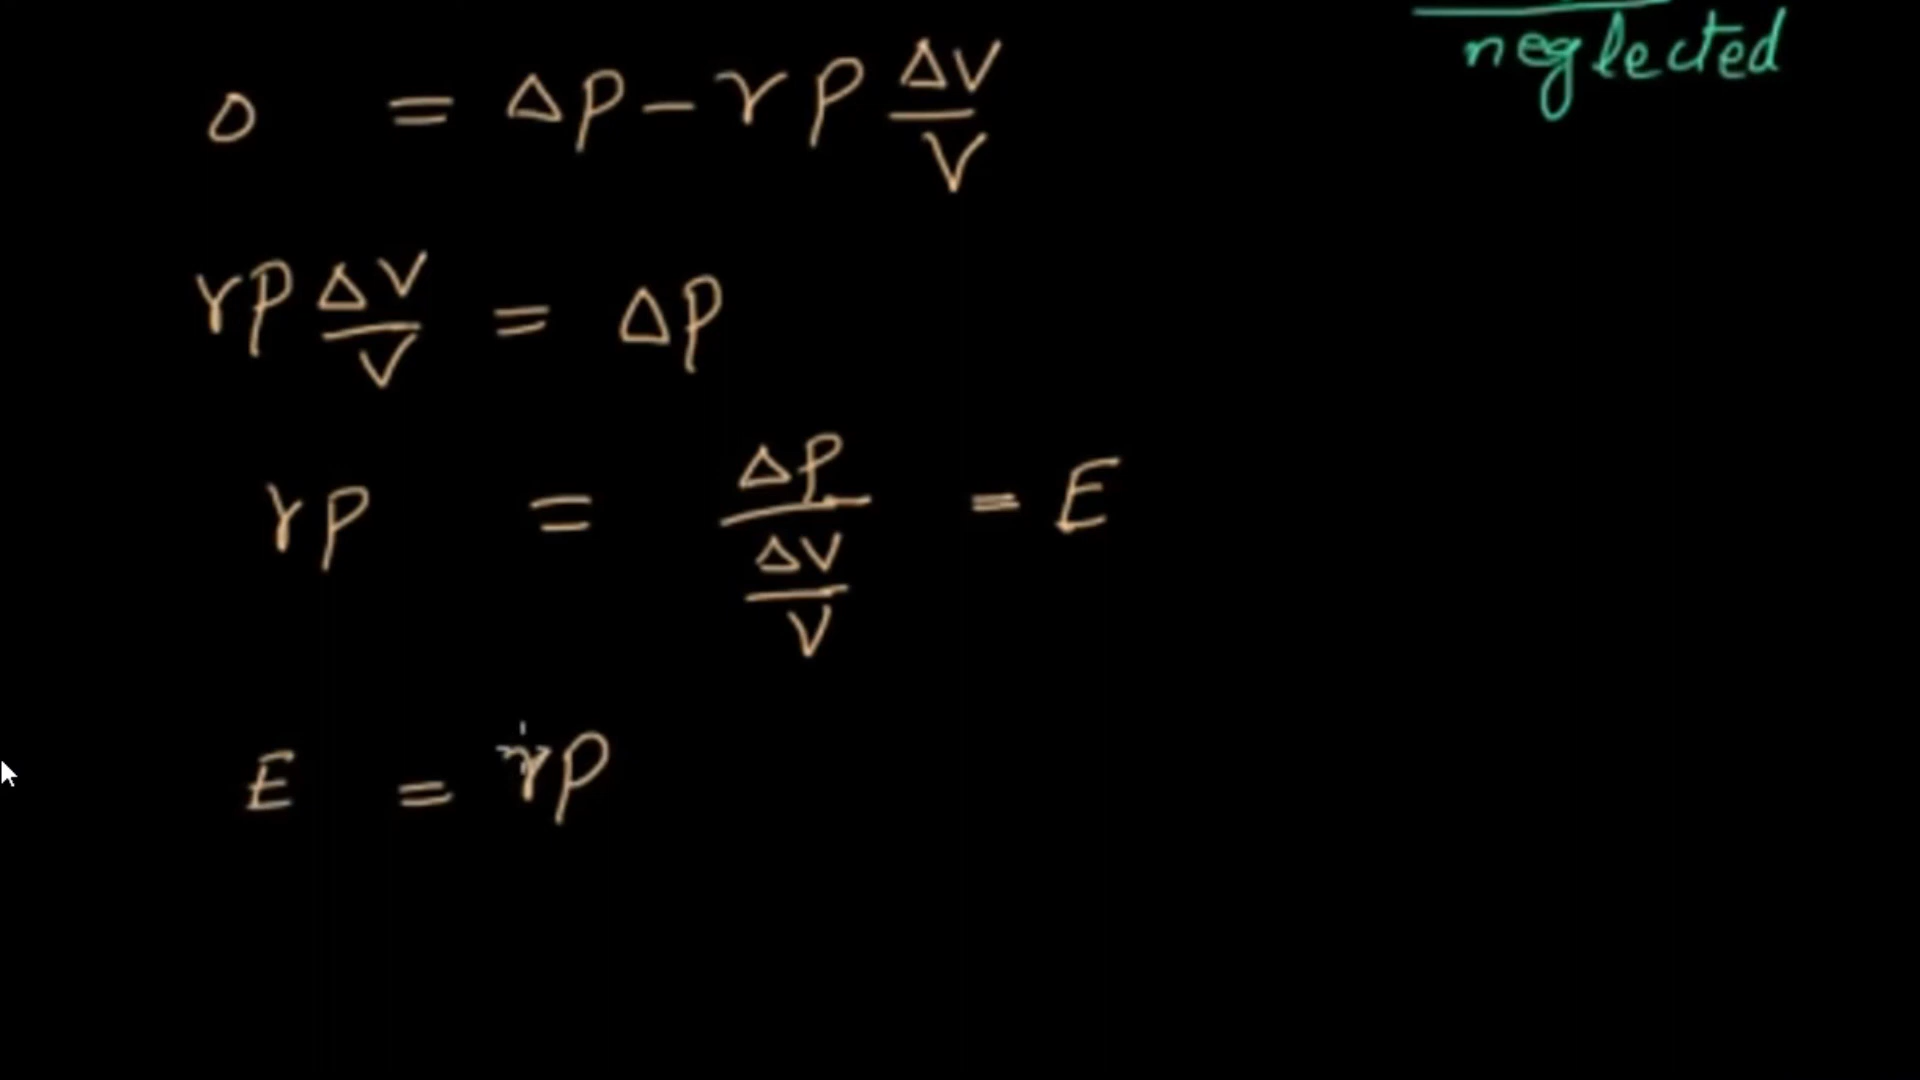 neglected
0 = ΔP - γP ΔV/V
γP ΔV/V = ΔP
γP = ΔP/(ΔV/V) = E
E = γP